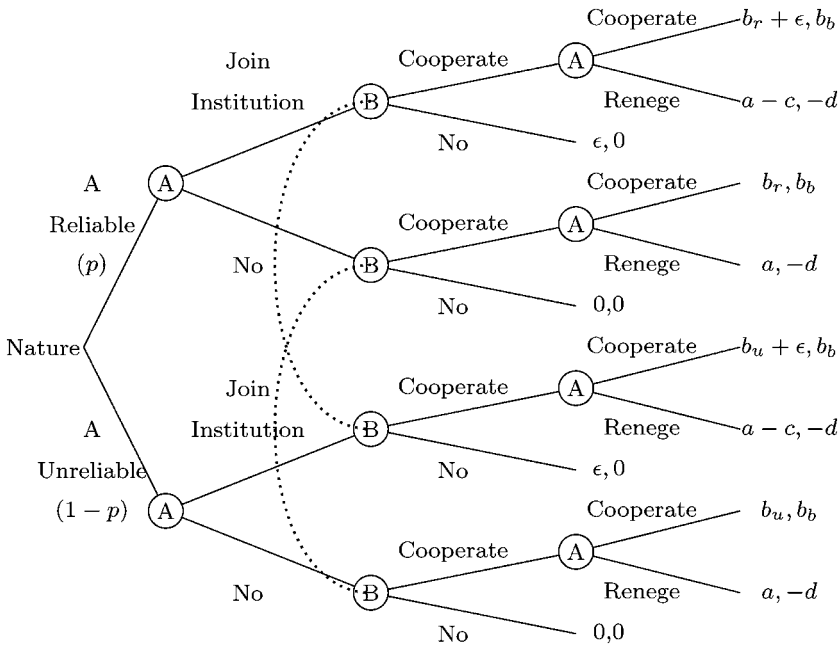 Cooperate
b_r + ϵ, b_b
Join
Cooperate
A
Institution
B
Renege
a − c, −d
No
ϵ, 0
A
A
Cooperate
b_r, b_b
Reliable
Cooperate
A
(p)
No
B
Renege
a, −d
No
0,0
Nature
Cooperate
b_u + ϵ, b_b
Join
Cooperate
A
A
Institution
B
Renege
a − c, −d
Unreliable
No
ϵ, 0
(1 − p)
A
Cooperate
b_u, b_b
Cooperate
A
No
B
Renege
a, −d
No
0,0